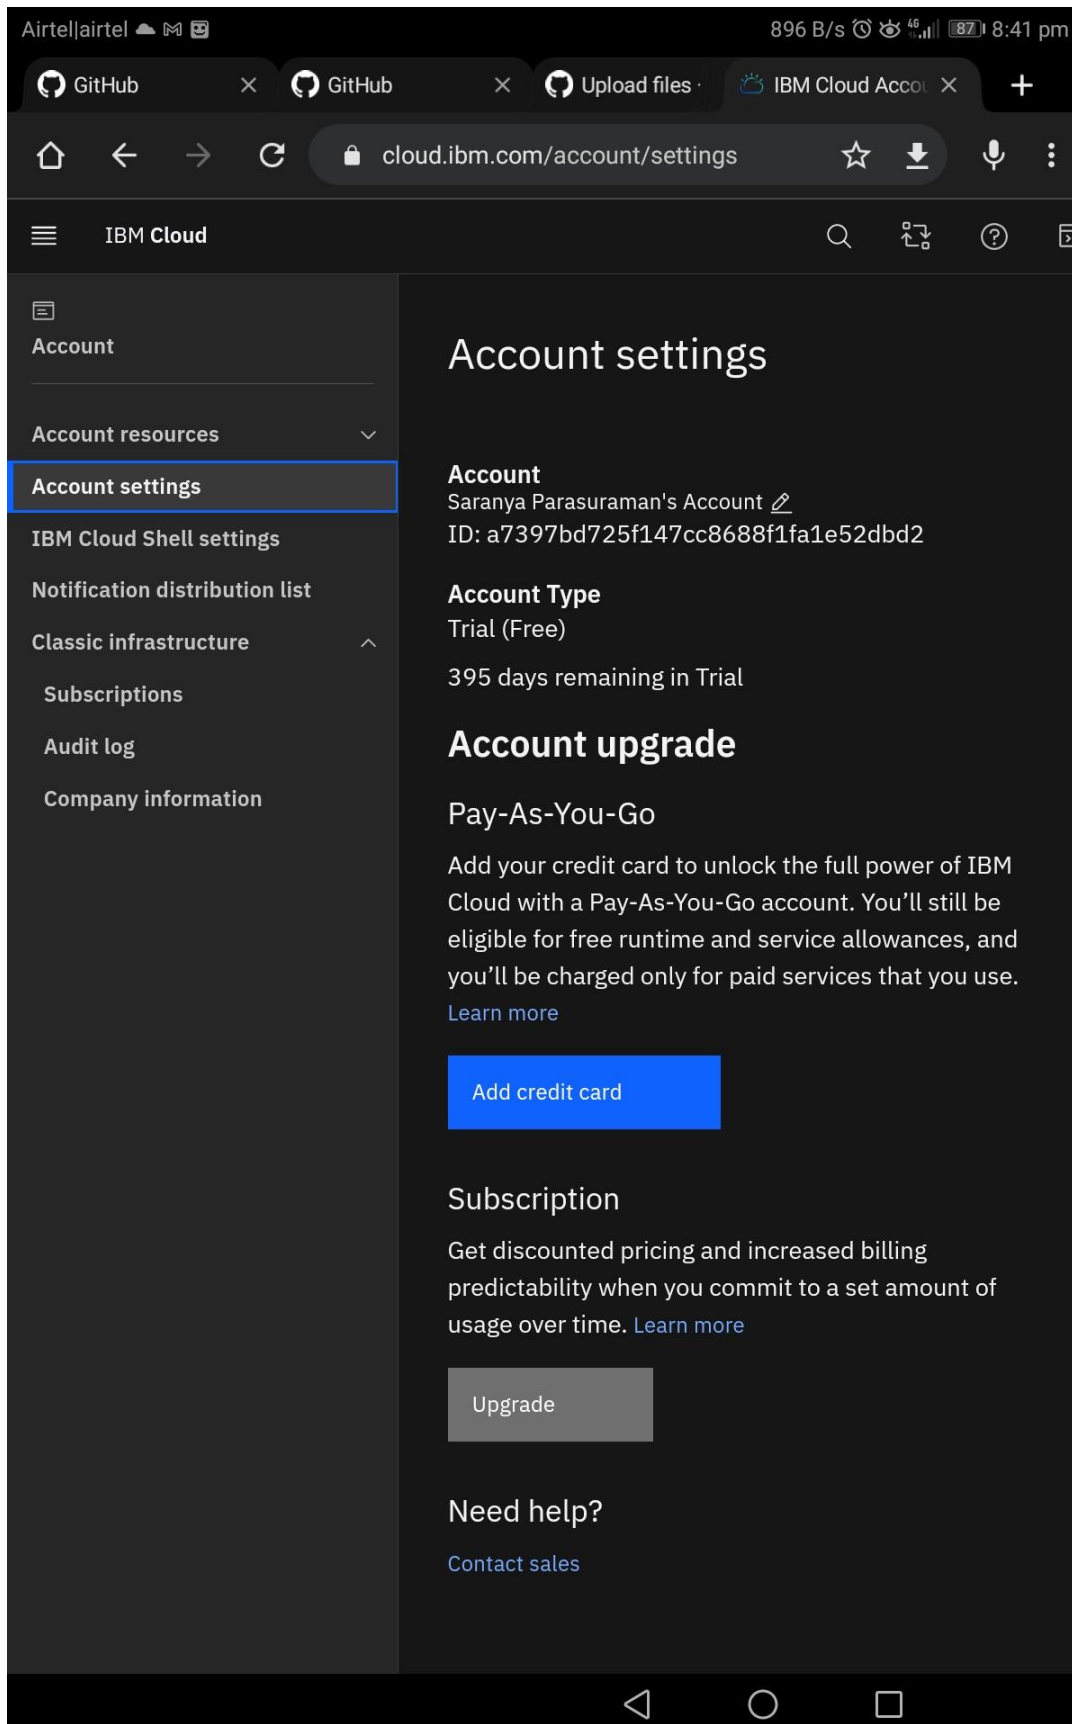 Airtel|airtel 896 B/s 46 87 8:41 pm
GitHub GitHub Upload files · IBM Cloud Accou
cloud.ibm.com/account/settings
IBM Cloud
Account
Account resources
Account settings
IBM Cloud Shell settings
Notification distribution list
Classic infrastructure
Subscriptions
Audit log
Company information
Account settings
Account
Saranya Parasuraman's Account
ID: a7397bd725f147cc8688f1fa1e52dbd2
Account Type
Trial (Free)
395 days remaining in Trial
Account upgrade
Pay-As-You-Go
Add your credit card to unlock the full power of IBM
Cloud with a Pay-As-You-Go account. You’ll still be
eligible for free runtime and service allowances, and
you’ll be charged only for paid services that you use.
Learn more
Add credit card
Subscription
Get discounted pricing and increased billing
predictability when you commit to a set amount of
usage over time. Learn more
Upgrade
Need help?
Contact sales